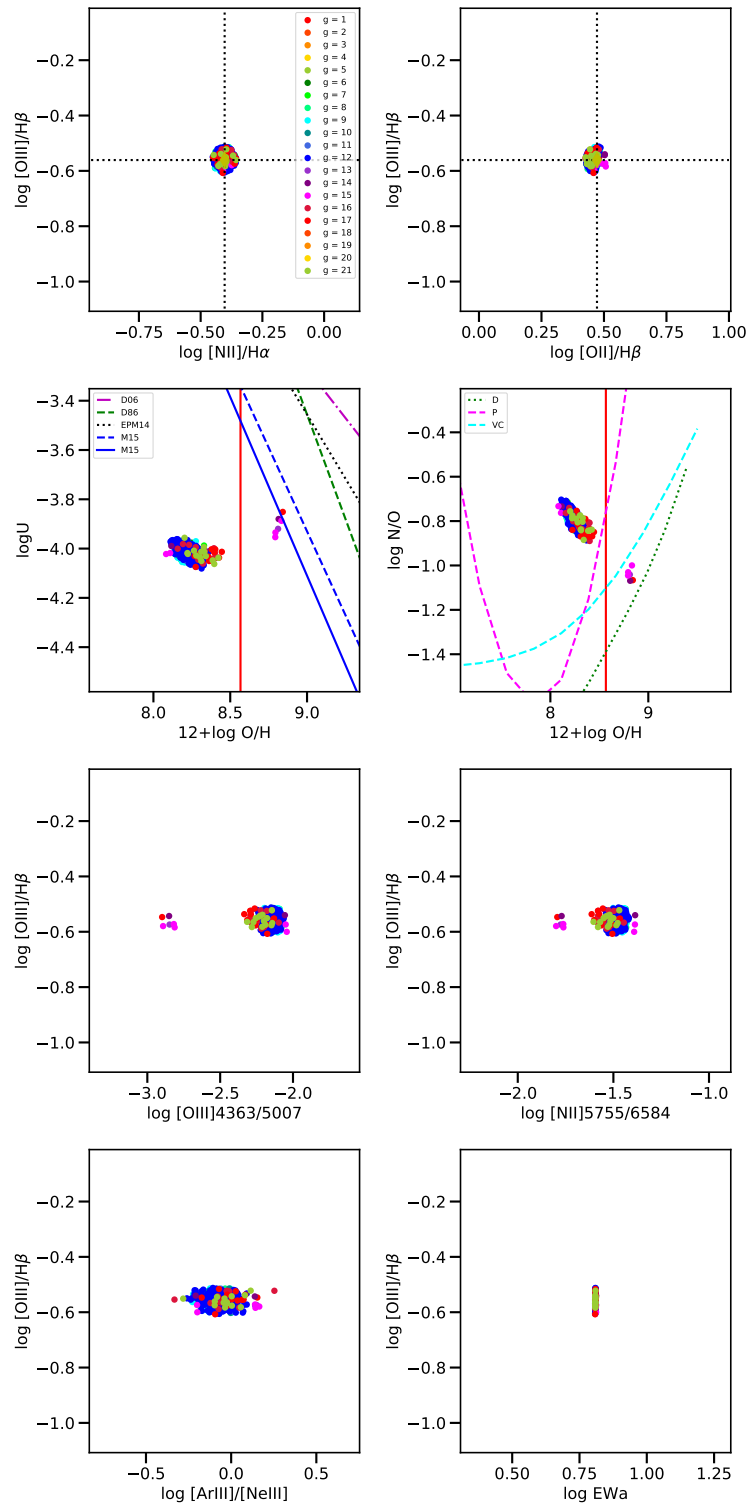 −0.2
−0.4
−0.6
−0.8
−1.0
log [OIII]/Hβ
−0.75
−0.50
−0.25
0.00
log [NII]/Hα
g = 1
g = 2
g = 3
g = 4
g = 5
g = 6
g = 7
g = 8
g = 9
g = 10
g = 11
g = 12
g = 13
g = 14
g = 15
g = 16
g = 17
g = 18
g = 19
g = 20
g = 21
−0.2
−0.4
−0.6
−0.8
−1.0
log [OIII]/Hβ
0.00
0.25
0.50
0.75
1.00
log [OII]/Hβ
−3.4
−3.6
−3.8
−4.0
−4.2
−4.4
logU
D06
D86
EPM14
M15
M15
8.0
8.5
9.0
12+log O/H
−0.4
−0.6
−0.8
−1.0
−1.2
−1.4
log N/O
D
P
VC
8
9
12+log O/H
−0.2
−0.4
−0.6
−0.8
−1.0
log [OIII]/Hβ
−3.0
−2.5
−2.0
log [OIII]4363/5007
−0.2
−0.4
−0.6
−0.8
−1.0
log [OIII]/Hβ
−2.0
−1.5
−1.0
log [NII]5755/6584
−0.2
−0.4
−0.6
−0.8
−1.0
log [OIII]/Hβ
−0.5
0.0
0.5
log [ArIII]/[NeIII]
−0.2
−0.4
−0.6
−0.8
−1.0
log [OIII]/Hβ
0.50
0.75
1.00
1.25
log EWa